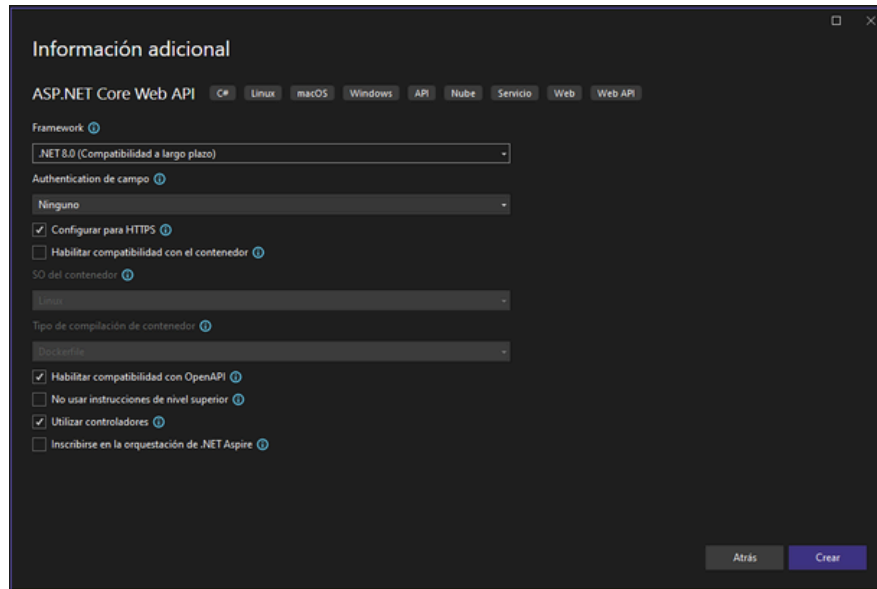 Información adicional
ASP.NET Core Web API C# Linux macOS Windows API Nube Servicio Web Web API
Framework
.NET 8.0 (Compatibilidad a largo plazo)
Authentication de campo
Ninguno
Configurar para HTTPS
Habilitar compatibilidad con el contenedor
SO del contenedor
Linux
Tipo de compilación de contenedor
Dockerfile
Habilitar compatibilidad con OpenAPI
No usar instrucciones de nivel superior
Utilizar controladores
Inscribirse en la orquestación de .NET Aspire
Atrás Crear